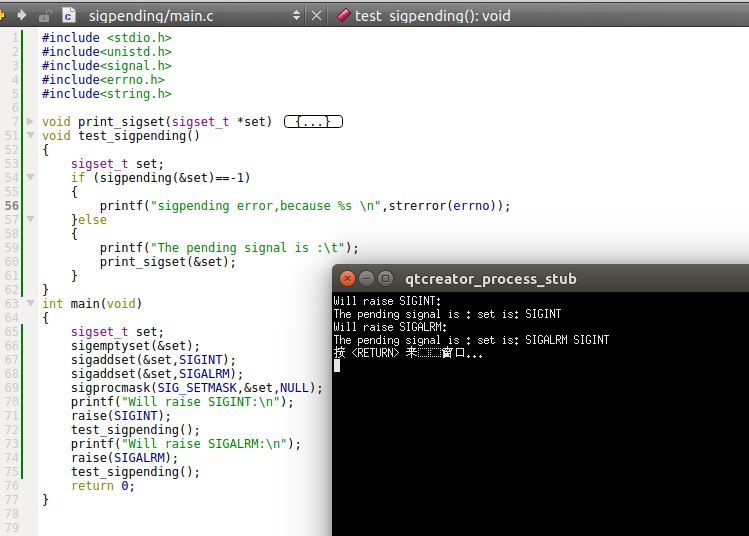 sigpending/main.c
test_sigpending(): void
1 #include <stdio.h>
2 #include<unistd.h>
3 #include<signal.h>
4 #include<errno.h>
5 #include<string.h>
6
7 void print_sigset(sigset_t *set) {...}
51 void test_sigpending()
52 {
53 sigset_t set;
54 if (sigpending(&set)==-1)
55 {
56 printf("sigpending error,because %s \n",strerror(errno));
57 }else
58 {
59 printf("The pending signal is :\t");
60 print_sigset(&set);
61 }
62 }
63 int main(void)
64 {
65 sigset_t set;
66 sigemptyset(&set);
67 sigaddset(&set,SIGINT);
68 sigaddset(&set,SIGALRM);
69 sigprocmask(SIG_SETMASK,&set,NULL);
70 printf("Will raise SIGINT:\n");
71 raise(SIGINT);
72 test_sigpending();
73 printf("Will raise SIGALRM:\n");
74 raise(SIGALRM);
75 test_sigpending();
76 return 0;
77 }
78
79
qtcreator_process_stub
Will raise SIGINT:
The pending signal is : set is: SIGINT
Will raise SIGALRM:
The pending signal is : set is: SIGALRM SIGINT
按 <RETURN> 来窗口...